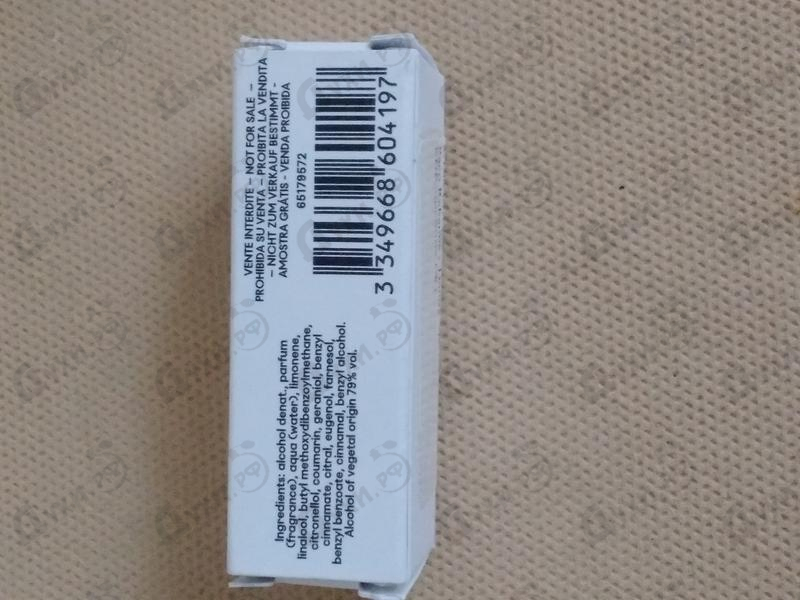 VENTE INTERDITE – NOT FOR SALE –
PROHIBIDA SU VENTA – PROIBITA LA VENDITA
– NICHT ZUM VERKAUF BESTIMMT -
AMOSTRA GRÁTIS - VENDA PROIBIDA
65179572
3 349668 604197
Ingredients: alcohol denat., parfum
(fragrance), aqua (water), limonene,
linalool, butyl methoxydibenzoylmethane,
citronellol, coumarin, geraniol, benzyl
cinnamate, citral, eugenol, farnesol,
benzyl benzoate, cinnamal, benzyl alcohol.
Alcohol of vegetal origin 79% vol.